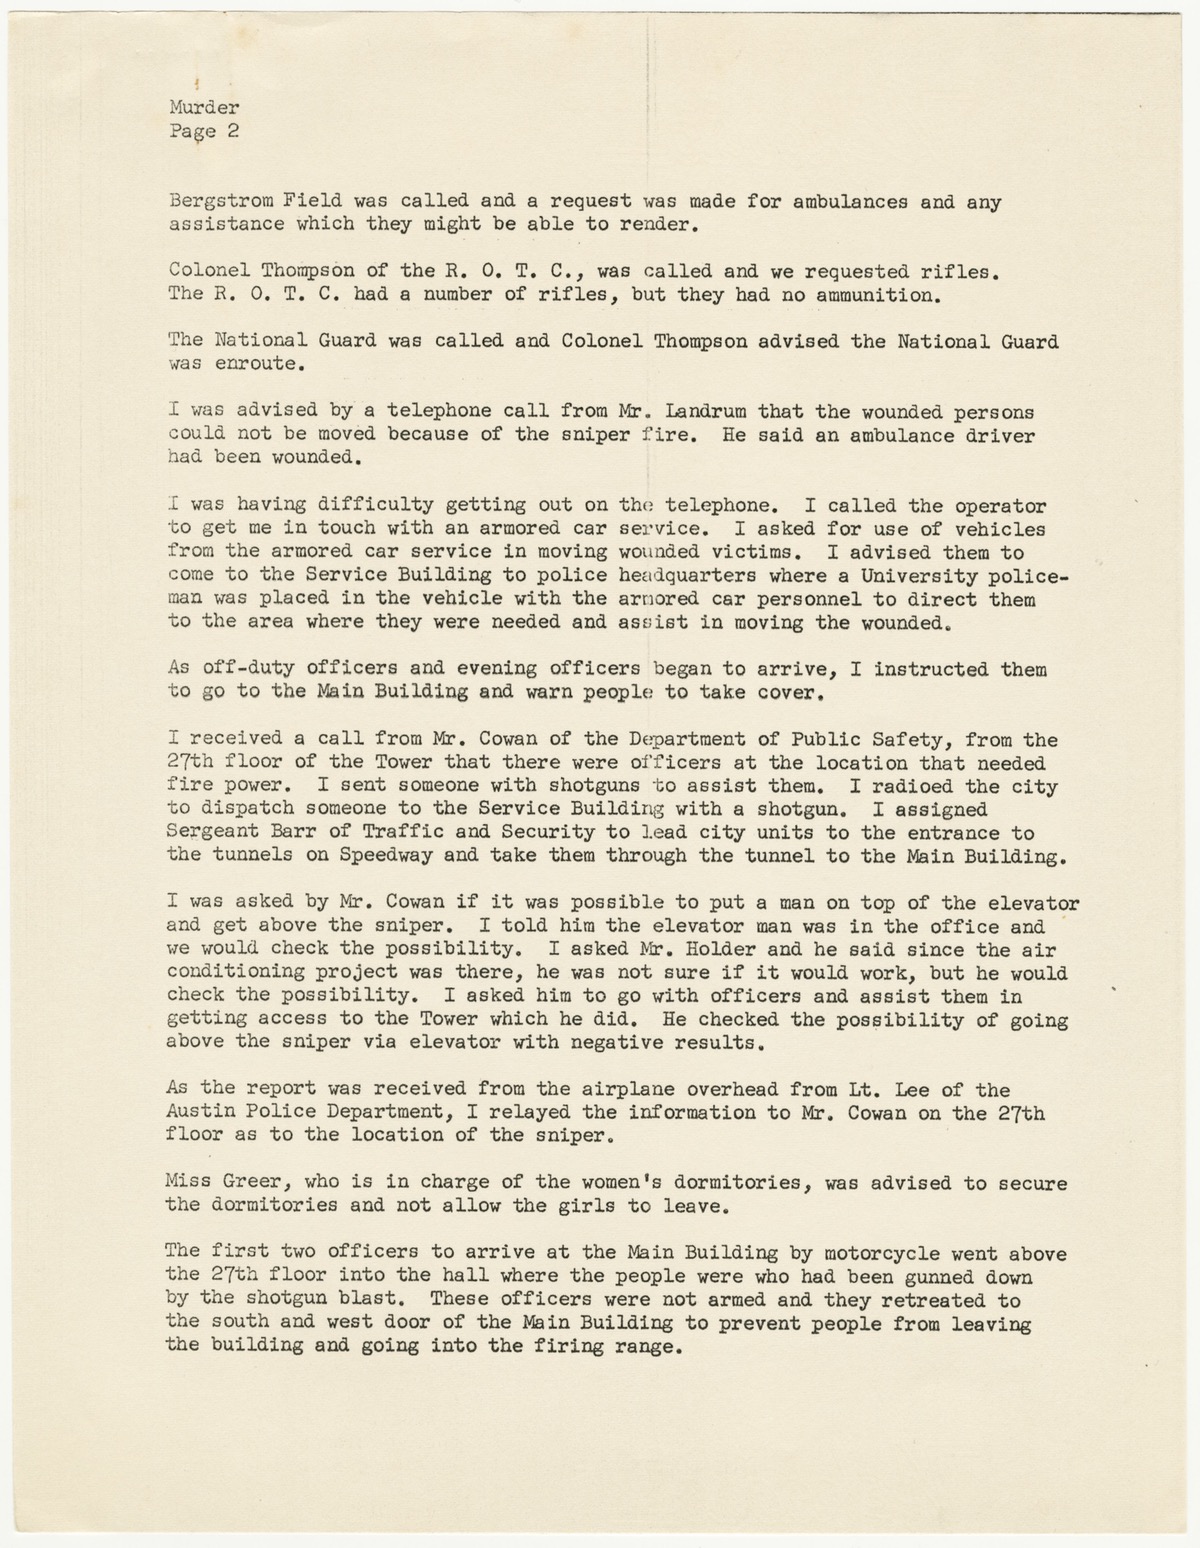 Murder
Page 2
Bergstrom Field was called and a request was made for ambulances and any
assistance which they might be able to render.
Colonel Thompson of the R. O. T. C., was called and we requested rifles.
The R. O. T. C. had a number of rifles, but they had no ammunition.
The National Guard was called and Colonel Thompson advised the National Guard
was enroute.
I was advised by a telephone call from Mr. Landrum that the wounded persons
could not be moved because of the sniper fire.  He said an ambulance driver
had been wounded.
I was having difficulty getting out on the telephone.  I called the operator
to get me in touch with an armored car service.  I asked for use of vehicles
from the armored car service in moving wounded victims.  I advised them to
come to the Service Building to police headquarters where a University police-
man was placed in the vehicle with the armored car personnel to direct them
to the area where they were needed and assist in moving the wounded.
As off-duty officers and evening officers began to arrive, I instructed them
to go to the Main Building and warn people to take cover.
I received a call from Mr. Cowan of the Department of Public Safety, from the
27th floor of the Tower that there were officers at the location that needed
fire power.  I sent someone with shotguns to assist them.  I radioed the city
to dispatch someone to the Service Building with a shotgun.  I assigned
Sergeant Barr of Traffic and Security to lead city units to the entrance to
the tunnels on Speedway and take them through the tunnel to the Main Building.
I was asked by Mr. Cowan if it was possible to put a man on top of the elevator
and get above the sniper.  I told him the elevator man was in the office and
we would check the possibility.  I asked Mr. Holder and he said since the air
conditioning project was there, he was not sure if it would work, but he would
check the possibility.  I asked him to go with officers and assist them in
getting access to the Tower which he did.  He checked the possibility of going
above the sniper via elevator with negative results.
As the report was received from the airplane overhead from Lt. Lee of the
Austin Police Department, I relayed the information to Mr. Cowan on the 27th
floor as to the location of the sniper.
Miss Greer, who is in charge of the women's dormitories, was advised to secure
the dormitories and not allow the girls to leave.
The first two officers to arrive at the Main Building by motorcycle went above
the 27th floor into the hall where the people were who had been gunned down
by the shotgun blast.  These officers were not armed and they retreated to
the south and west door of the Main Building to prevent people from leaving
the building and going into the firing range.